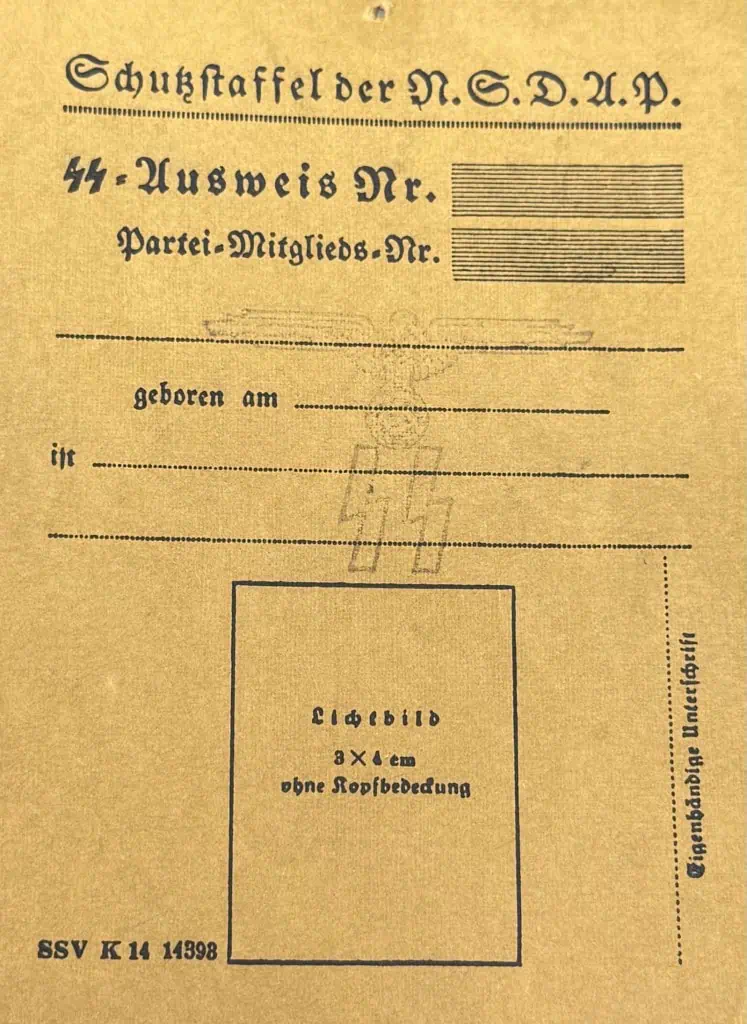 Schutzstaffel der N.S.D.A.P.
SS-Ausweis Nr.
Partei-Mitglieds-Nr.
geboren am
ist
Lichtbild
3 × 4 cm
ohne Kopfbedeckung
Eigenhändige Unterschrift
SSV K 14 14398